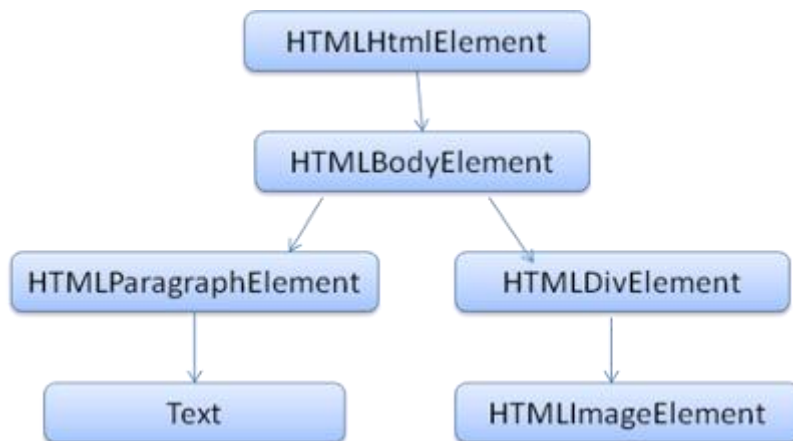 HTMLHtmlElement
HTMLBodyElement
HTMLParagraphElement
HTMLDivElement
Text
HTMLImageElement